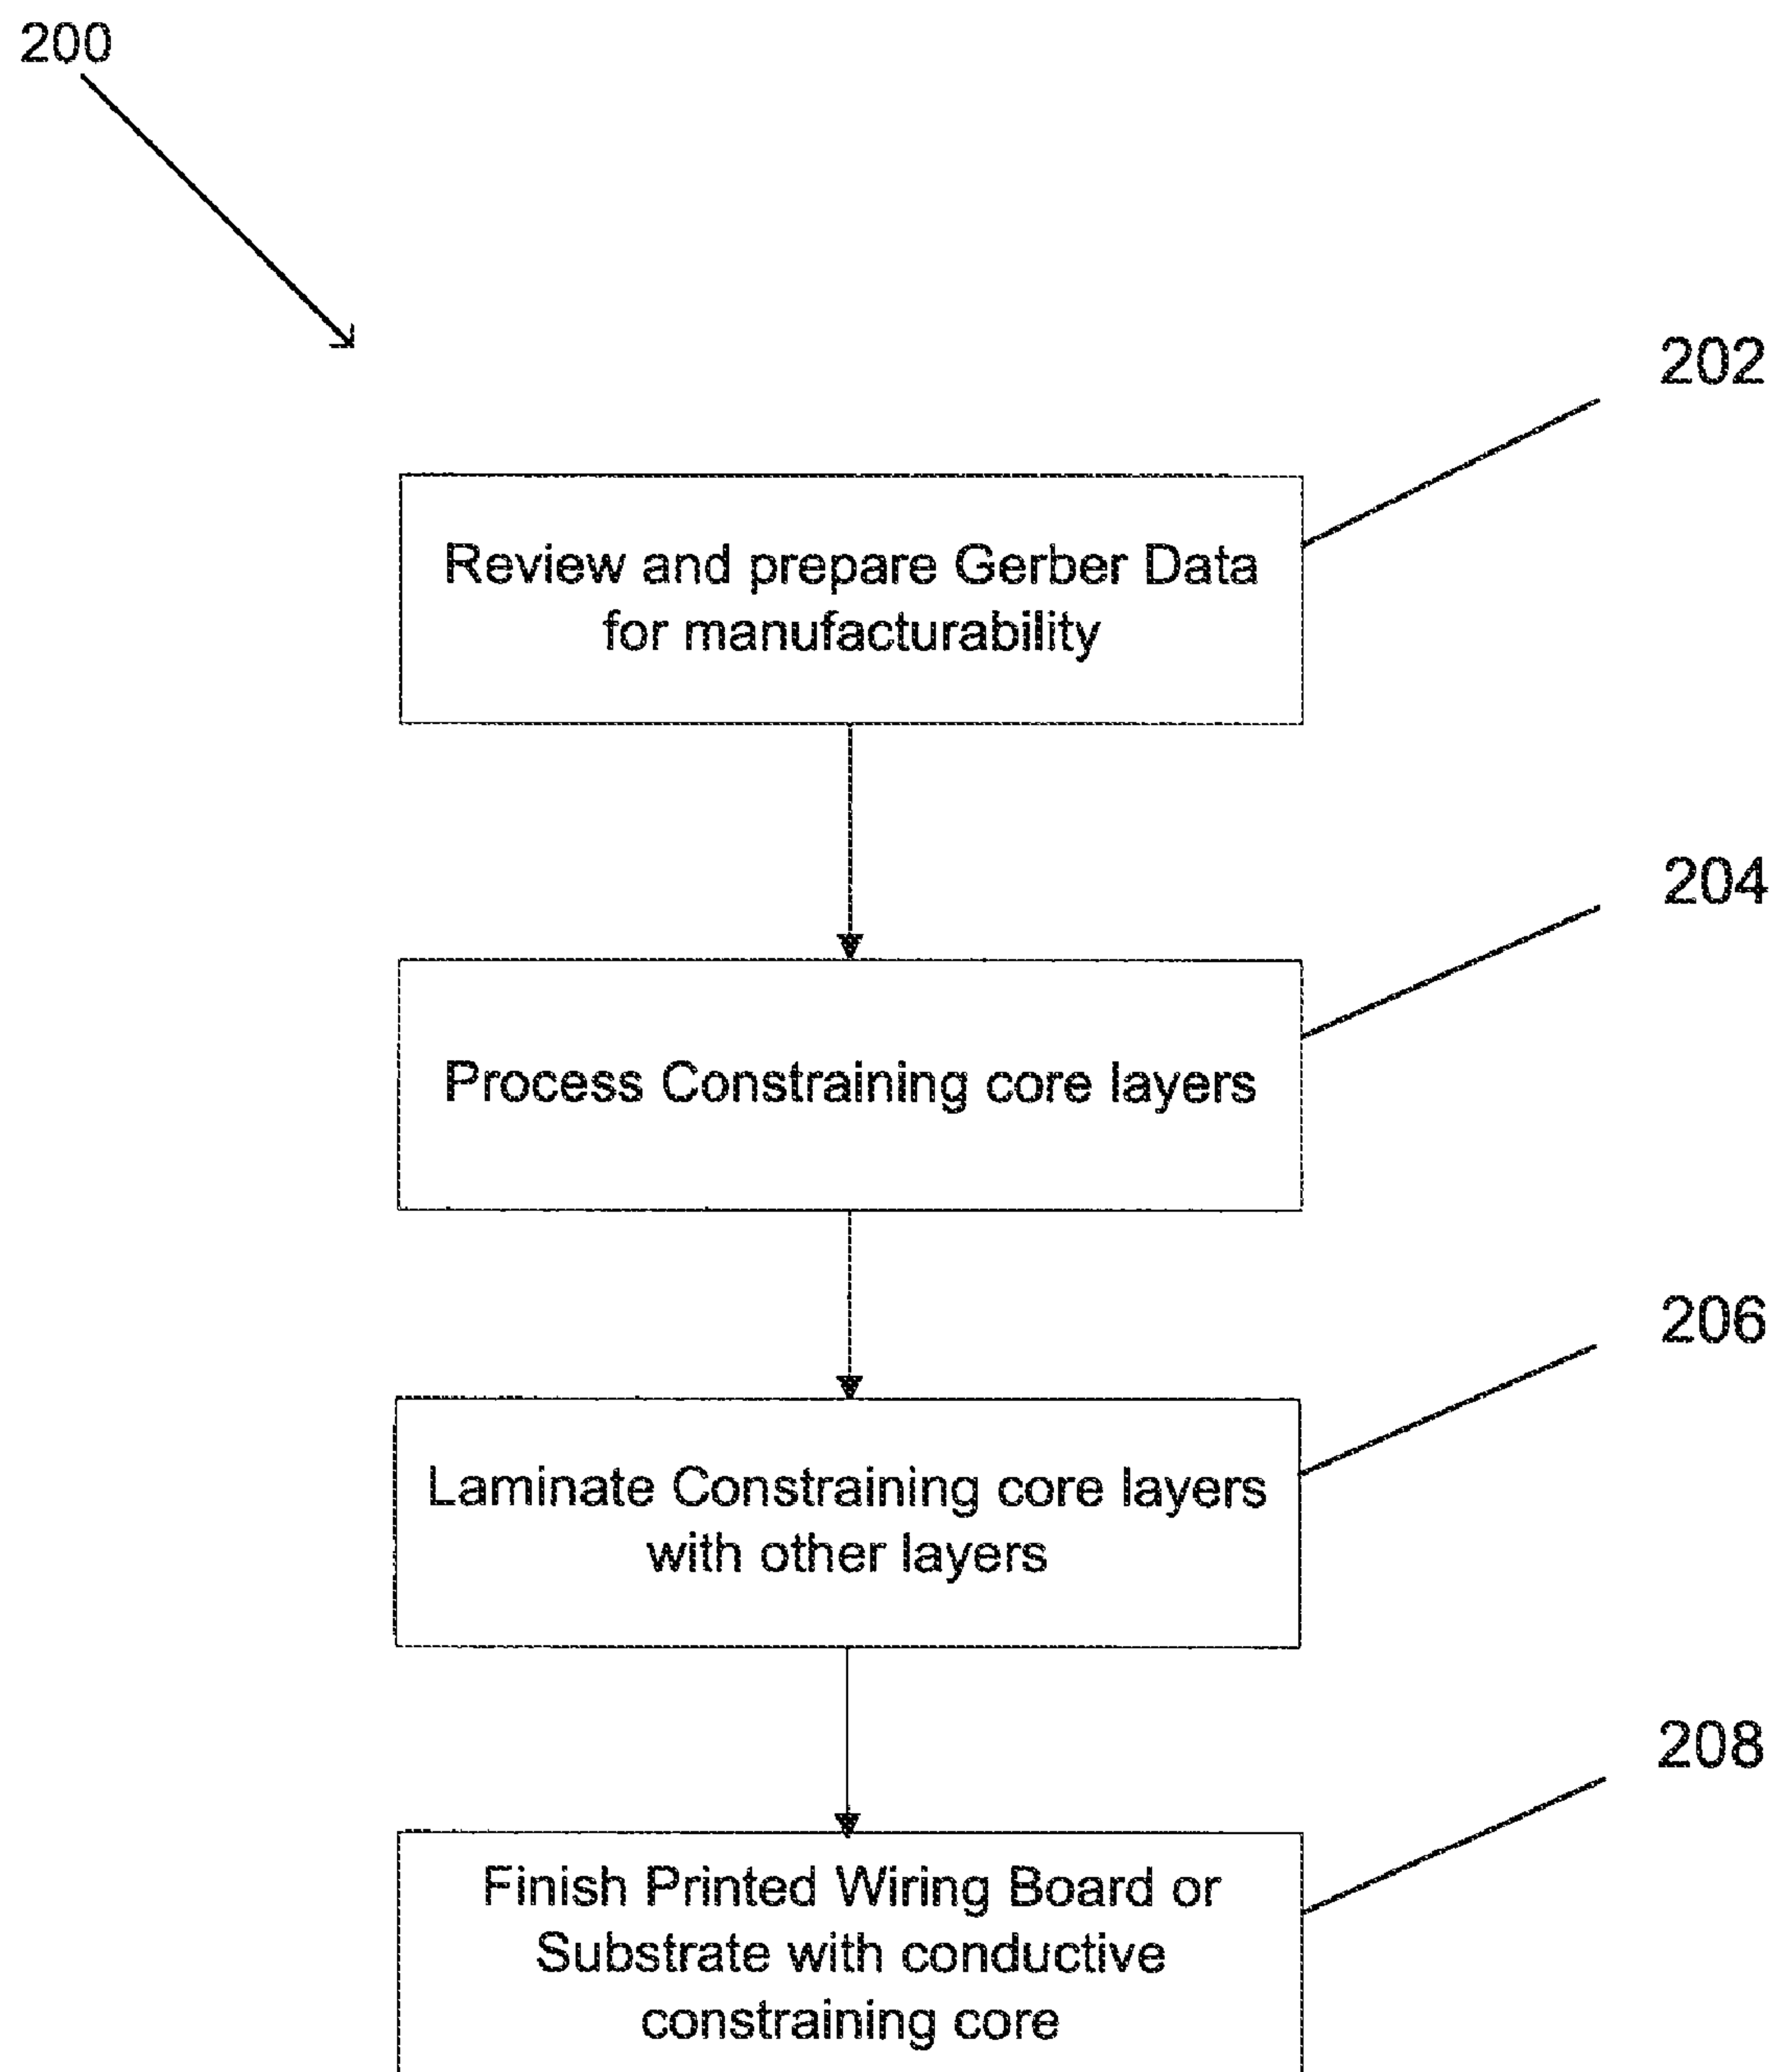 200
202
Review and prepare Gerber Data
for manufacturability
204
Process Constraining core layers
206
Laminate Constraining core layers
with other layers
208
Finish Printed Wiring Board or
Substrate with conductive
constraining core